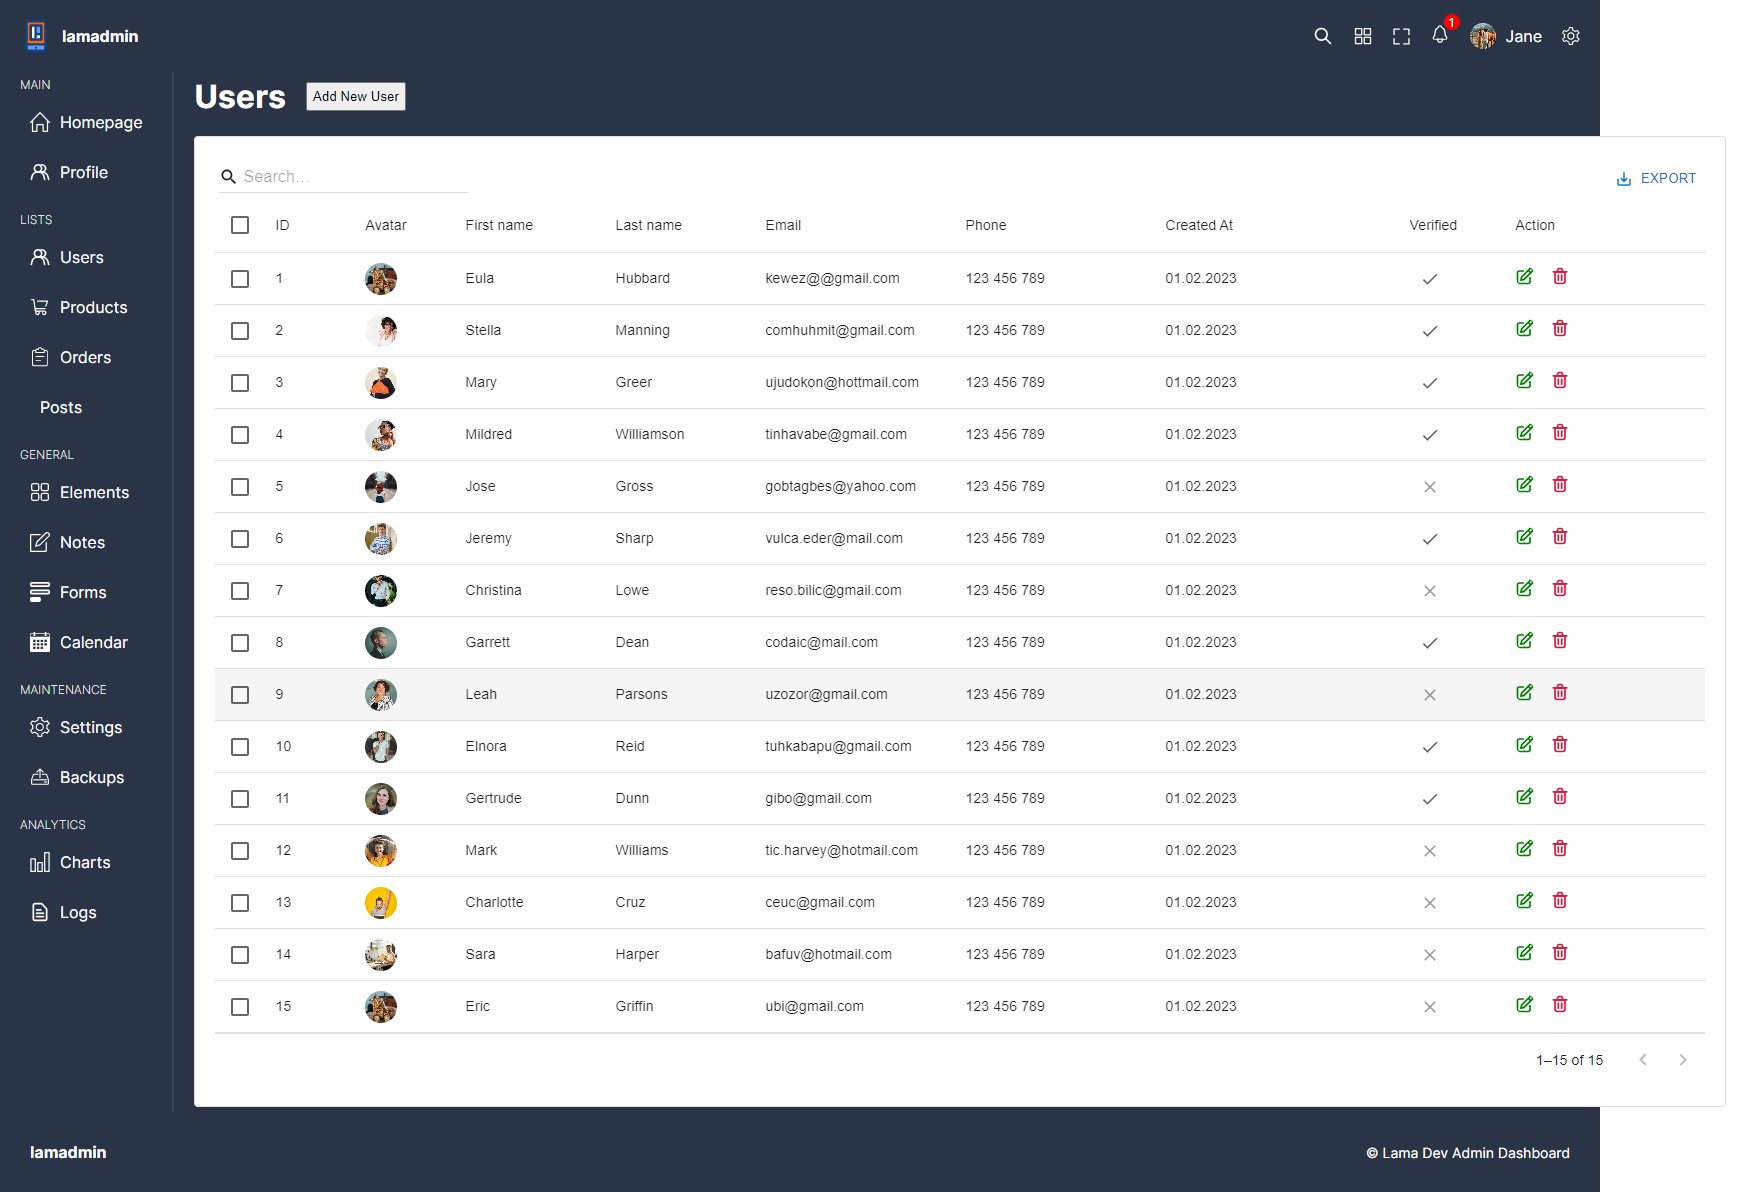 lamadmin
1
Jane
MAIN
Homepage
Profile
LISTS
Users
Products
Orders
Posts
GENERAL
Elements
Notes
Forms
Calendar
MAINTENANCE
Settings
Backups
ANALYTICS
Charts
Logs
Users
Add New User
Search…
EXPORT
ID Avatar First name Last name Email Phone Created At Verified Action
1 Eula Hubbard kewez@@gmail.com 123 456 789 01.02.2023
2 Stella Manning comhuhmit@gmail.com 123 456 789 01.02.2023
3 Mary Greer ujudokon@hottmail.com 123 456 789 01.02.2023
4 Mildred Williamson tinhavabe@gmail.com 123 456 789 01.02.2023
5 Jose Gross gobtagbes@yahoo.com 123 456 789 01.02.2023
6 Jeremy Sharp vulca.eder@mail.com 123 456 789 01.02.2023
7 Christina Lowe reso.bilic@gmail.com 123 456 789 01.02.2023
8 Garrett Dean codaic@mail.com 123 456 789 01.02.2023
9 Leah Parsons uzozor@gmail.com 123 456 789 01.02.2023
10 Elnora Reid tuhkabapu@gmail.com 123 456 789 01.02.2023
11 Gertrude Dunn gibo@gmail.com 123 456 789 01.02.2023
12 Mark Williams tic.harvey@hotmail.com 123 456 789 01.02.2023
13 Charlotte Cruz ceuc@gmail.com 123 456 789 01.02.2023
14 Sara Harper bafuv@hotmail.com 123 456 789 01.02.2023
15 Eric Griffin ubi@gmail.com 123 456 789 01.02.2023
1–15 of 15
lamadmin
© Lama Dev Admin Dashboard